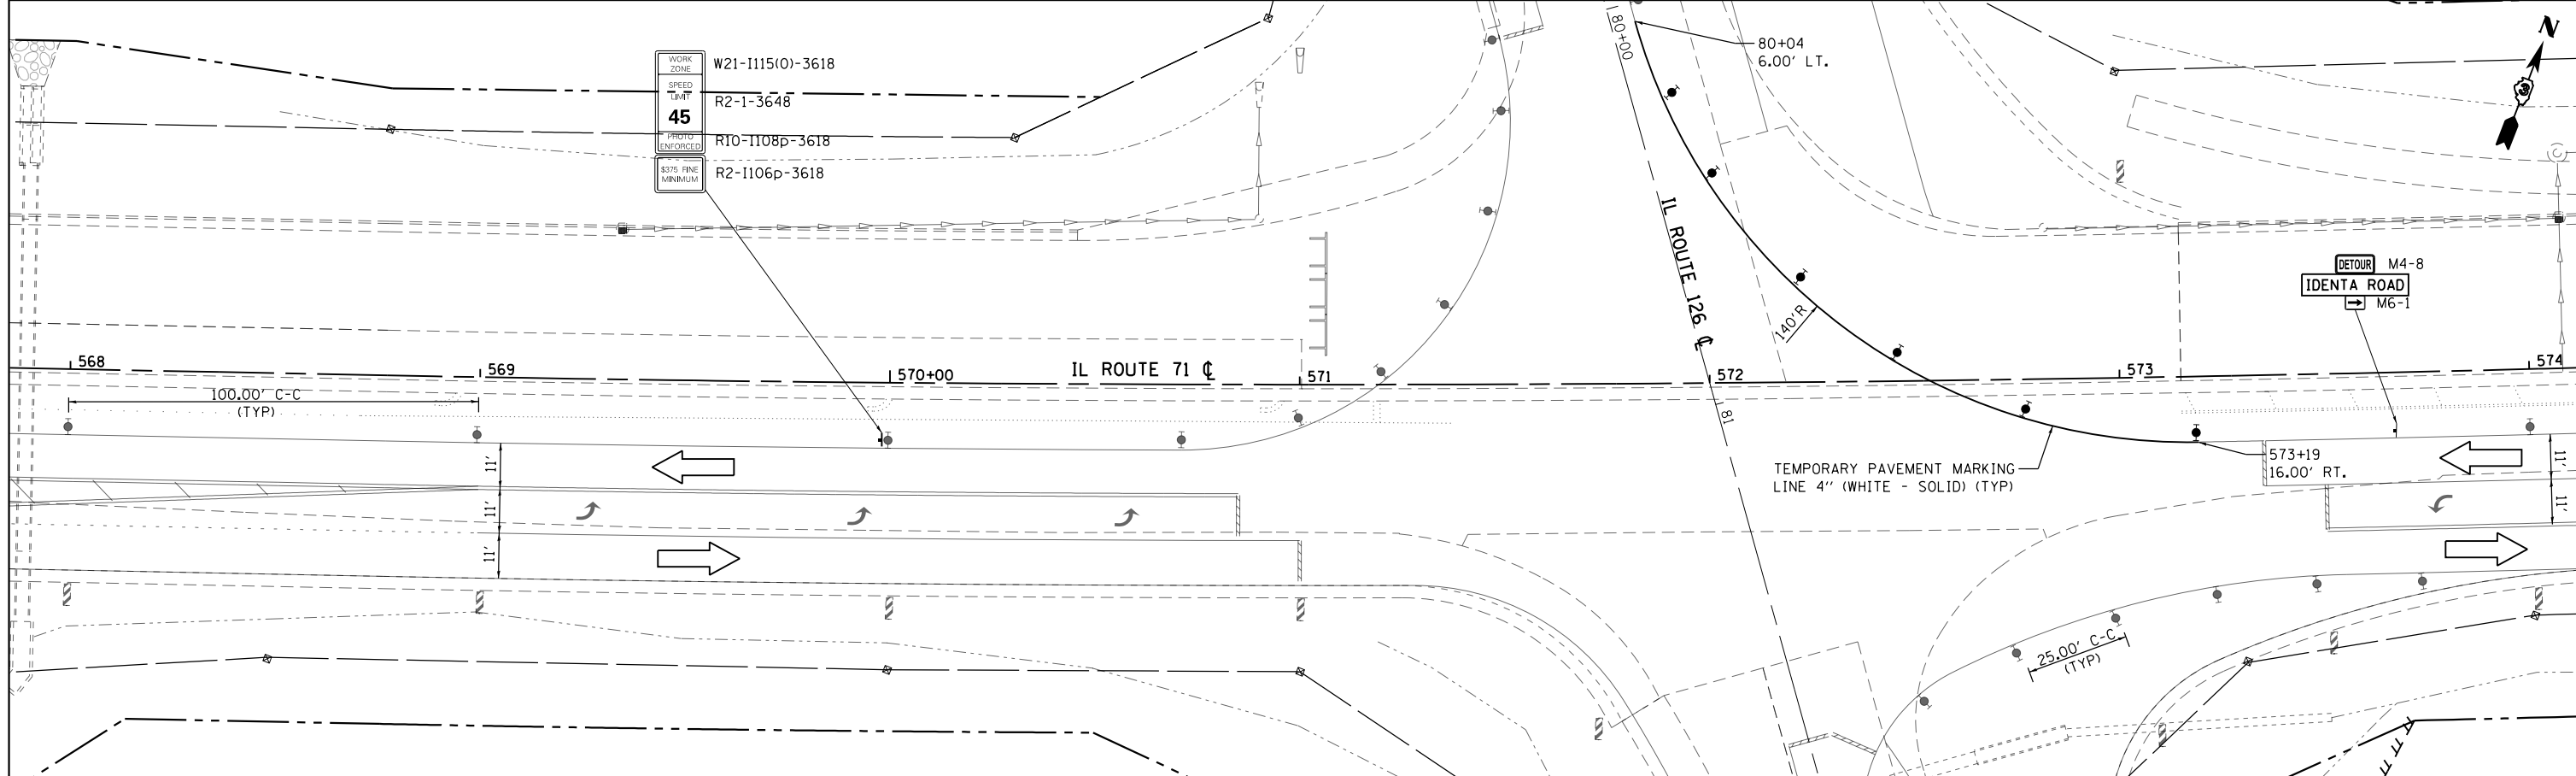 WORK
ZONE
SPEED
LIMIT
45
PHOTO
ENFORCED
$375 FINE
MINIMUM
W21-I115(O)-3618
R2-1-3648
R10-I108p-3618
R2-I106p-3618
80+00
80+04
6.00' LT.
N
3
IL ROUTE 126 ℄
140'R
DETOUR M4-8
IDENTA ROAD
M6-1
568
569
570+00
IL ROUTE 71 ℄
571
572
573
574
100.00' C-C
(TYP)
81
11'
11'
11'
TEMPORARY PAVEMENT MARKING
LINE 4" (WHITE - SOLID) (TYP)
573+19
16.00' RT.
11'
11'
25.00' C-C
(TYP)